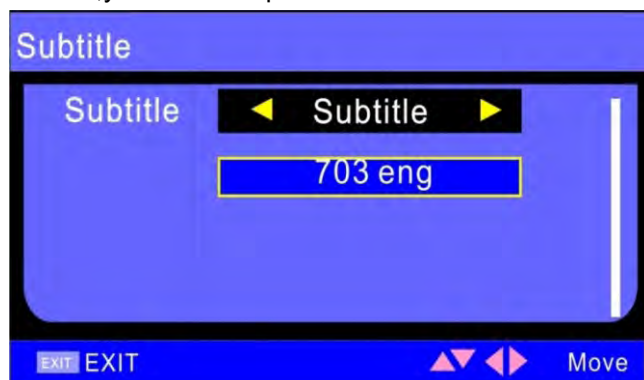 Subtitle
Subtitle ◀ Subtitle ▶
703 eng
EXIT EXIT ▲▼ ◀▶ Move